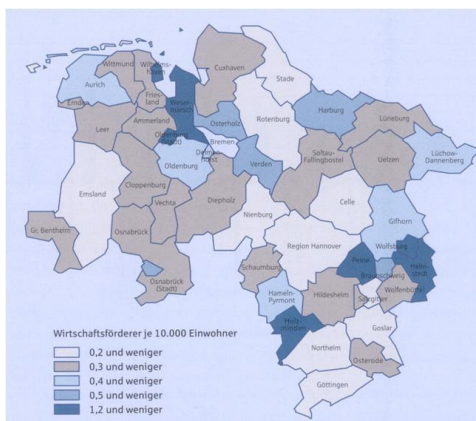 Wittmund
Wilhelms-
haven
Cuxhaven
Stade
Aurich
Fries-
land
Weser-
marsch
Harburg
Emden
Osterholz
Rotenburg
Lüneburg
Leer
Ammerland
Oldenburg
(Stadt)
Bremen
Delmen-
horst
Soltau-
Fallingbostel
Lüchow-
Dannenberg
Oldenburg
Verden
Uelzen
Cloppenburg
Emsland
Vechta
Diepholz
Celle
Nienburg
Gifhorn
Gr. Bentheim
Osnabrück
Region Hannover
Wolfsburg
Schaumburg
Peine
Helm-
stedt
Braunschweig
Osnabrück
(Stadt)
Hameln-
Pyrmont
Hildesheim
Salzgitter
Wolfenbüttel
Holz-
minden
Goslar
Northeim
Osterode
Göttingen
Wirtschaftsförderer je 10.000 Einwohner
0,2 und weniger
0,3 und weniger
0,4 und weniger
0,5 und weniger
1,2 und weniger